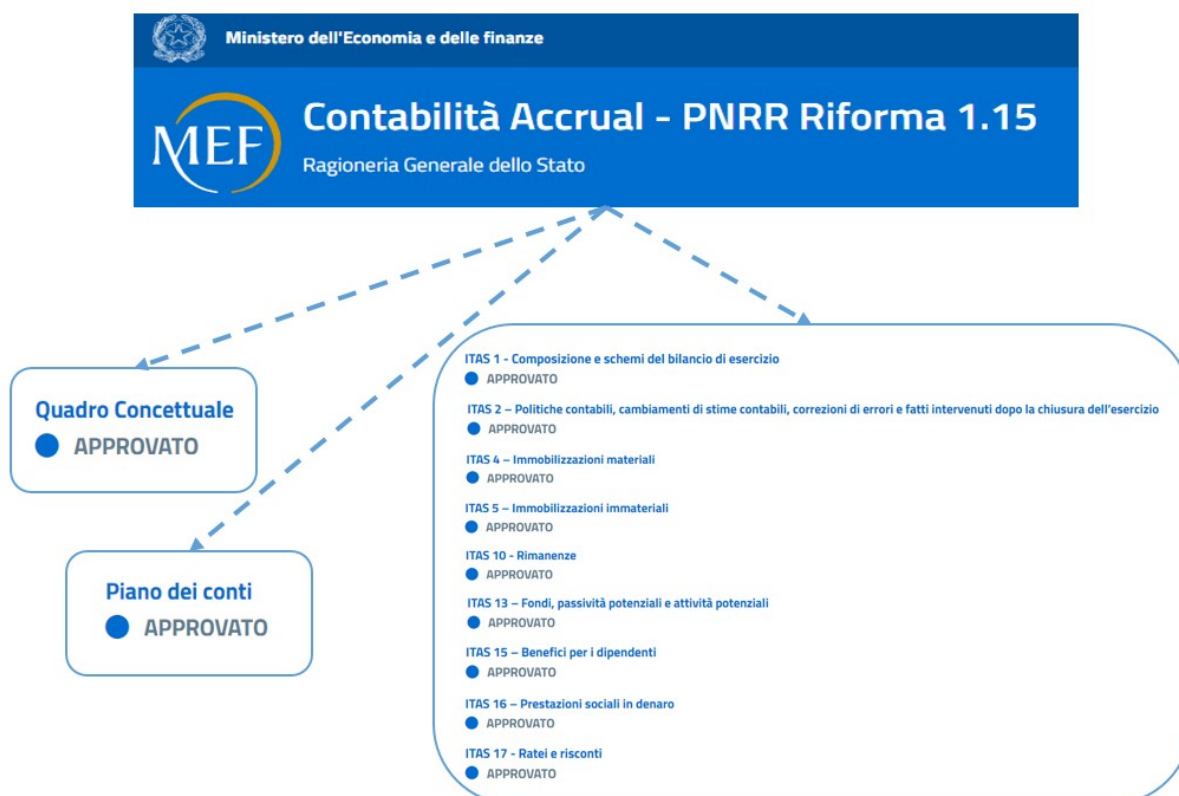 Ministero dell'Economia e delle finanze
MEF
Contabilità Accrual - PNRR Riforma 1.15
Ragioneria Generale dello Stato
Quadro Concettuale
APPROVATO
Piano dei conti
APPROVATO
ITAS 1 - Composizione e schemi del bilancio di esercizio
APPROVATO
ITAS 2 – Politiche contabili, cambiamenti di stime contabili, correzioni di errori e fatti intervenuti dopo la chiusura dell'esercizio
APPROVATO
ITAS 4 – Immobilizzazioni materiali
APPROVATO
ITAS 5 – Immobilizzazioni immateriali
APPROVATO
ITAS 10 - Rimanenze
APPROVATO
ITAS 13 – Fondi, passività potenziali e attività potenziali
APPROVATO
ITAS 15 – Benefici per i dipendenti
APPROVATO
ITAS 16 – Prestazioni sociali in denaro
APPROVATO
ITAS 17 - Ratei e risconti
APPROVATO